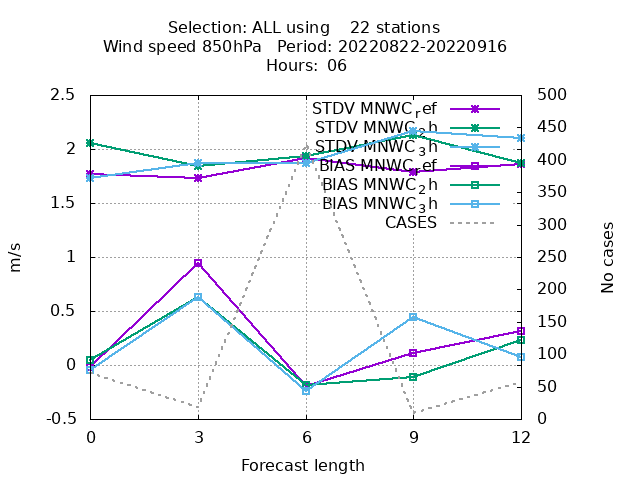 Selection: ALL using 22 stations
Wind speed 850hPa Period: 20220822-20220916
Hours: 06
2.5
2
1.5
1
0.5
0
-0.5
m/s
500
450
400
350
300
250
200
150
100
50
0
No cases
STDV MNWC_ref
STDV MNWC_2h
STDV MNWC_3h
BIAS MNWC_ref
BIAS MNWC_2h
BIAS MNWC_3h
CASES
0 3 6 9 12
Forecast length